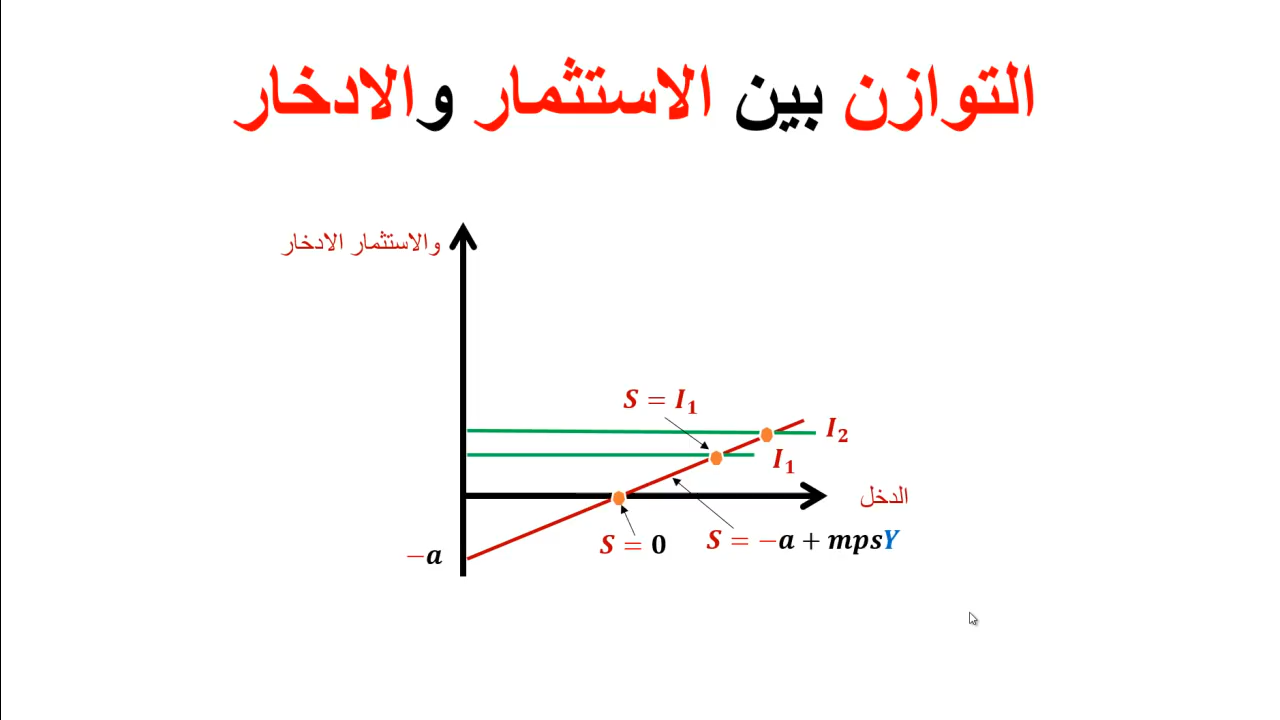 التوازن بين الاستثمار والادخار
والاستثمار الادخار
S = I₁
I₂
I₁
الدخل
S = 0
S = −a + mpsY
−a